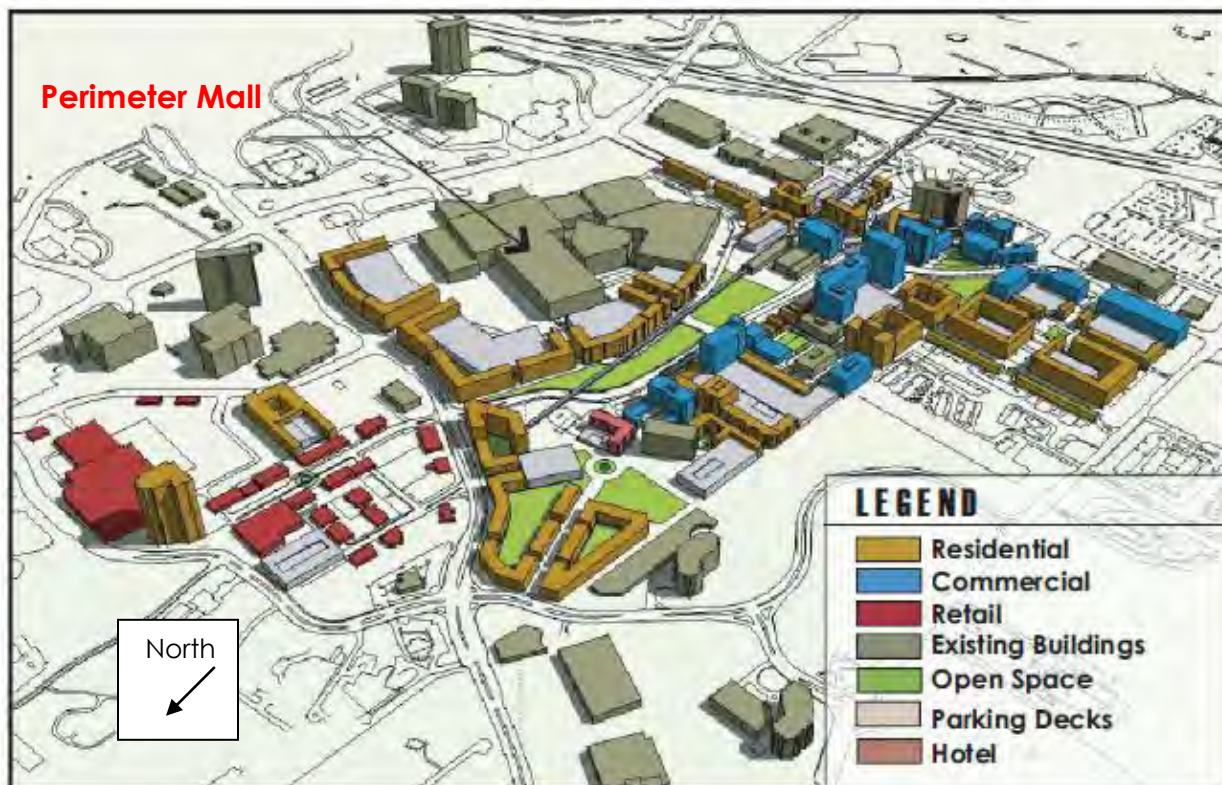 Perimeter Mall
North
LEGEND
Residential
Commercial
Retail
Existing Buildings
Open Space
Parking Decks
Hotel